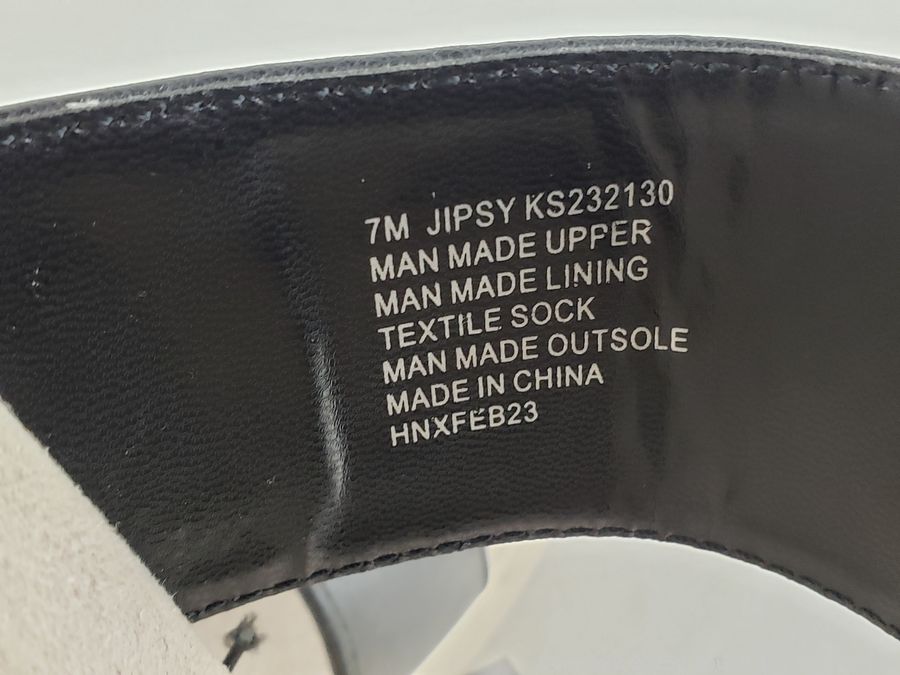 7M JIPSY KS232130
MAN MADE UPPER
MAN MADE LINING
TEXTILE SOCK
MAN MADE OUTSOLE
MADE IN CHINA
HNXFEB23